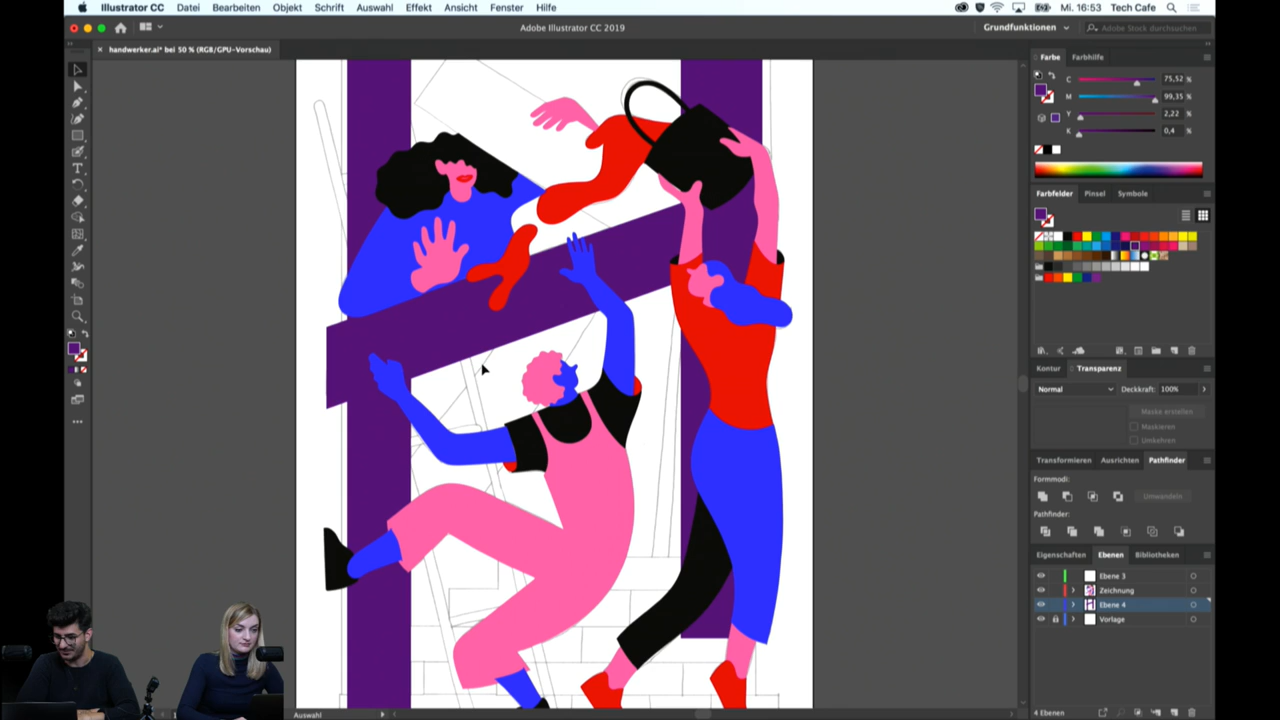 Illustrator CC Datei Bearbeiten Objekt Schrift Auswahl Effekt Ansicht Fenster Hilfe Mi. 16:53 Tech Cafe
Adobe Illustrator CC 2019
Grundfunktionen
Adobe Stock durchsuchen
handwerker.ai* bei 50 % (RGB/GPU-Vorschau)
Farbe Farbhilfe
C 75,52 %
M 99,35 %
Y 2,22 %
K 0,4 %
Farbfelder Pinsel Symbole
Kontur Transparenz
Normal Deckkraft: 100%
Maske erstellen
Maskieren
Umkehren
Transformieren Ausrichten Pathfinder
Formmodi:
Umwandeln
Pathfinder:
Eigenschaften Ebenen Bibliotheken
Ebene 3
Zeichnung
Ebene 4
Vorlage
4 Ebenen
Auswahl